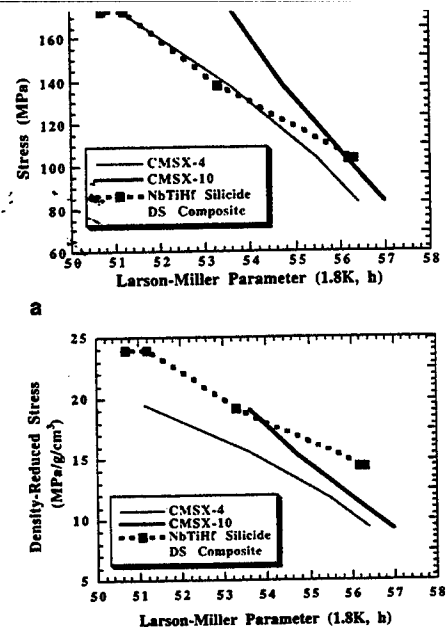 160
140
120
100
80
60
Stress (MPa)
CMSX-4
CMSX-10
NbTiHf Silicide
DS Composite
50 51 52 53 54 55 56 57 58
Larson-Miller Parameter (1.8K, h)
a
25
20
15
10
5
Density-Reduced Stress
(MPa/g/cm³)
CMSX-4
CMSX-10
NbTiHf Silicide
DS Composite
50 51 52 53 54 55 56 57 58
Larson-Miller Parameter (1.8K, h)